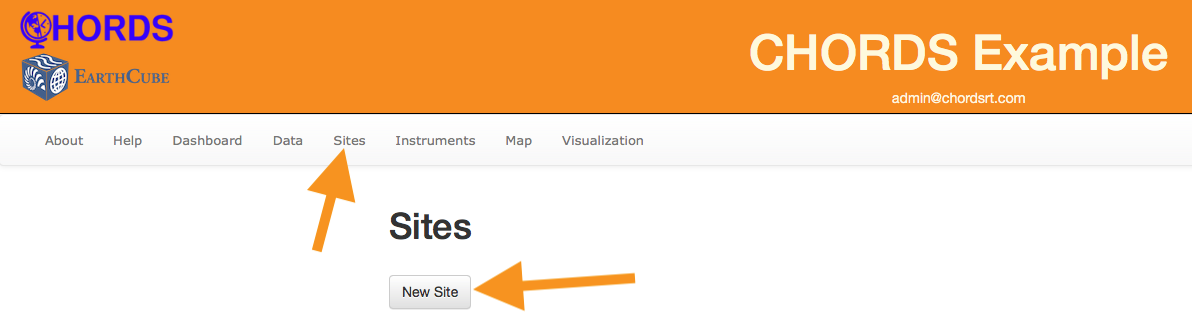 CHORDS
EARTHCUBE
CHORDS Example
admin@chordsrt.com
About Help Dashboard Data Sites Instruments Map Visualization
Sites
New Site